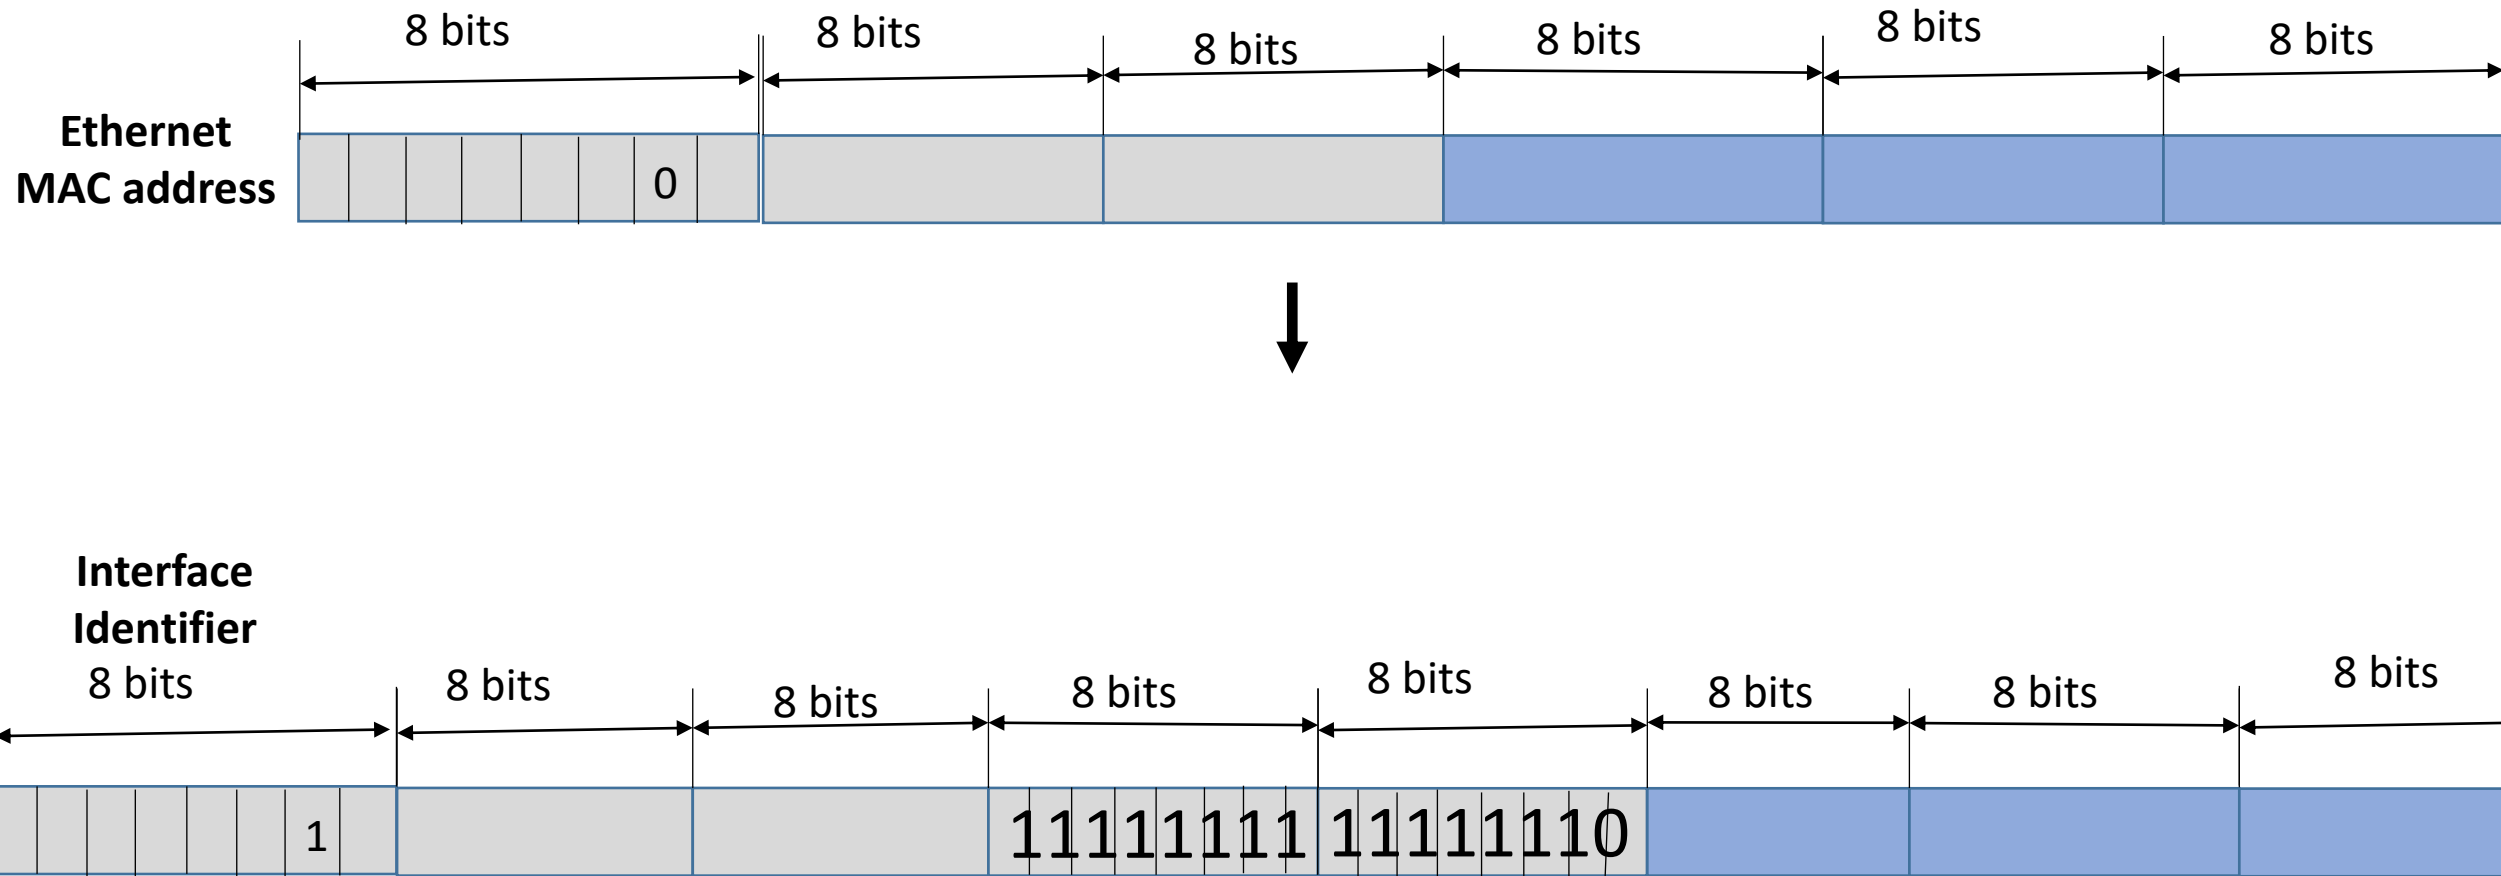 8 bits 8 bits 8 bits 8 bits 8 bits 8 bits
Ethernet
MAC address
0
Interface
Identifier
8 bits 8 bits 8 bits 8 bits 8 bits 8 bits 8 bits 8 bits
1 11111111 11111110